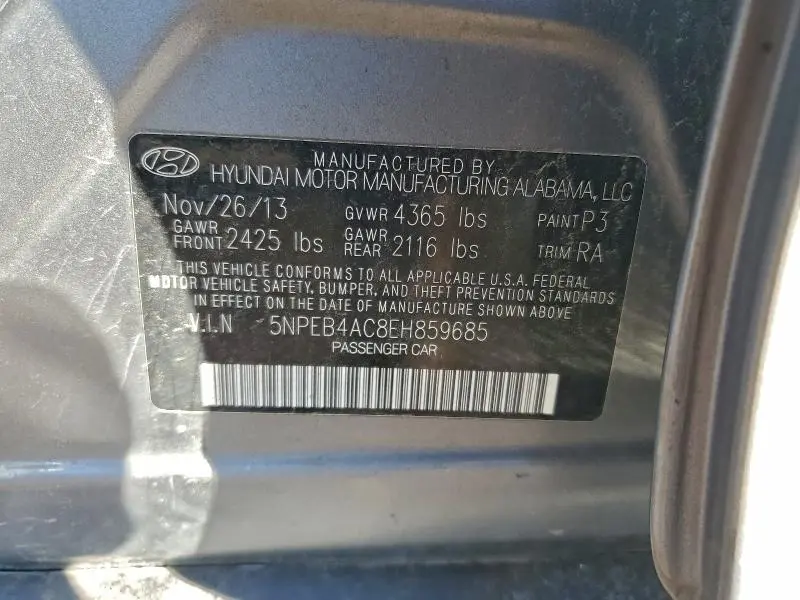 MANUFACTURED BY
HYUNDAI MOTOR MANUFACTURING ALABAMA, LLC
Nov/26/13 GVWR 4365 lbs PAINT P3
GAWR FRONT 2425 lbs GAWR REAR 2116 lbs TRIM RA
THIS VEHICLE CONFORMS TO ALL APPLICABLE U.S.A. FEDERAL
MOTOR VEHICLE SAFETY, BUMPER, AND THEFT PREVENTION STANDARDS
IN EFFECT ON THE DATE OF MANUFACTURE SHOWN ABOVE
V.I.N 5NPEB4AC8EH859685
PASSENGER CAR